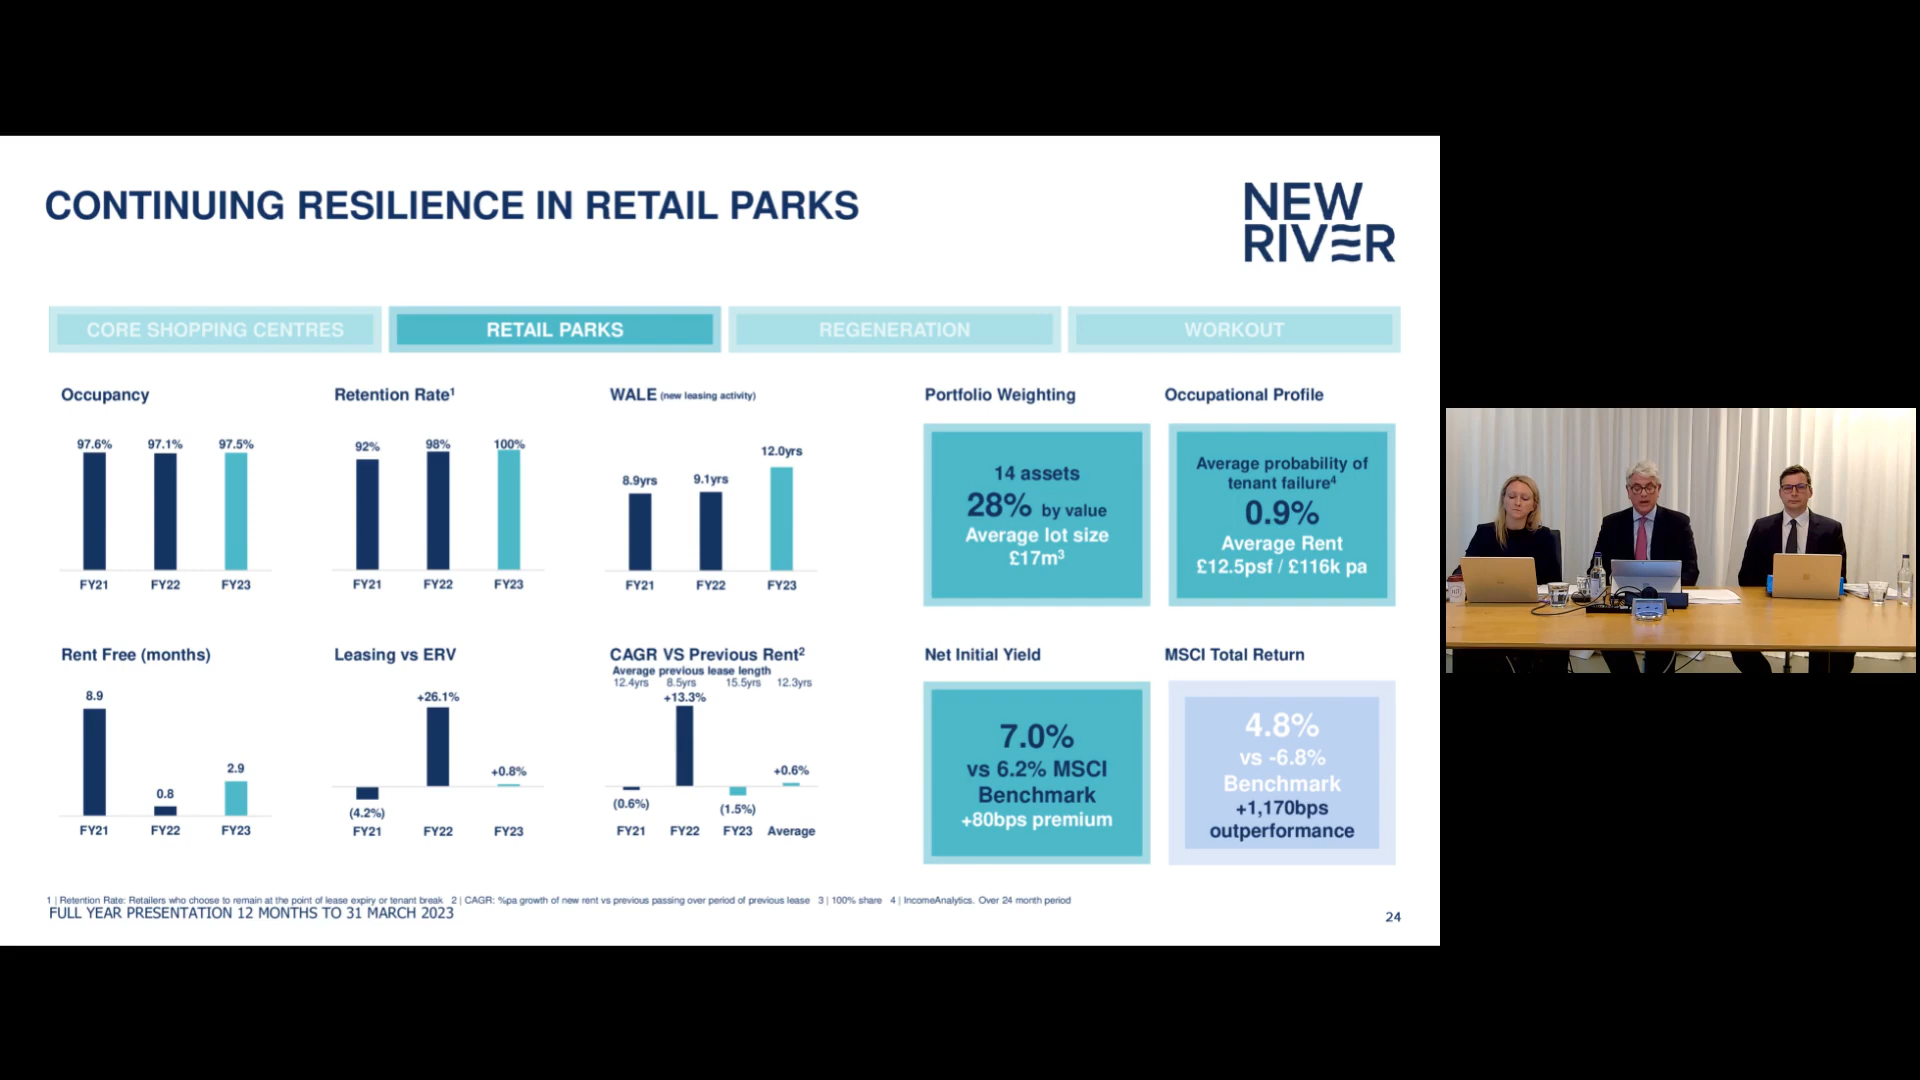 CONTINUING RESILIENCE IN RETAIL PARKS
NEW
RIVER
CORE SHOPPING CENTRES
RETAIL PARKS
REGENERATION
WORKOUT
Occupancy
97.6% 97.1% 97.5%
FY21 FY22 FY23
Retention Rate1
92% 98% 100%
FY21 FY22 FY23
WALE (new leasing activity)
8.9yrs 9.1yrs 12.0yrs
FY21 FY22 FY23
Portfolio Weighting
14 assets
28% by value
Average lot size
£17m3
Occupational Profile
Average probability of
tenant failure4
0.9%
Average Rent
£12.5psf / £116k pa
Rent Free (months)
8.9 0.8 2.9
FY21 FY22 FY23
Leasing vs ERV
(4.2%) +26.1% +0.8%
FY21 FY22 FY23
CAGR VS Previous Rent2
Average previous lease length
12.4yrs 8.5yrs 15.5yrs 12.3yrs
(0.6%) +13.3% (1.5%) +0.6%
FY21 FY22 FY23 Average
Net Initial Yield
7.0%
vs 6.2% MSCI
Benchmark
+80bps premium
MSCI Total Return
4.8%
vs -6.8%
Benchmark
+1,170bps
outperformance
1 | Retention Rate: Retailers who choose to remain at the point of lease expiry or tenant break 2 | CAGR: %pa growth of new rent vs previous passing over period of previous lease 3 | 100% share 4 | IncomeAnalytics. Over 24 month period
FULL YEAR PRESENTATION 12 MONTHS TO 31 MARCH 2023
24